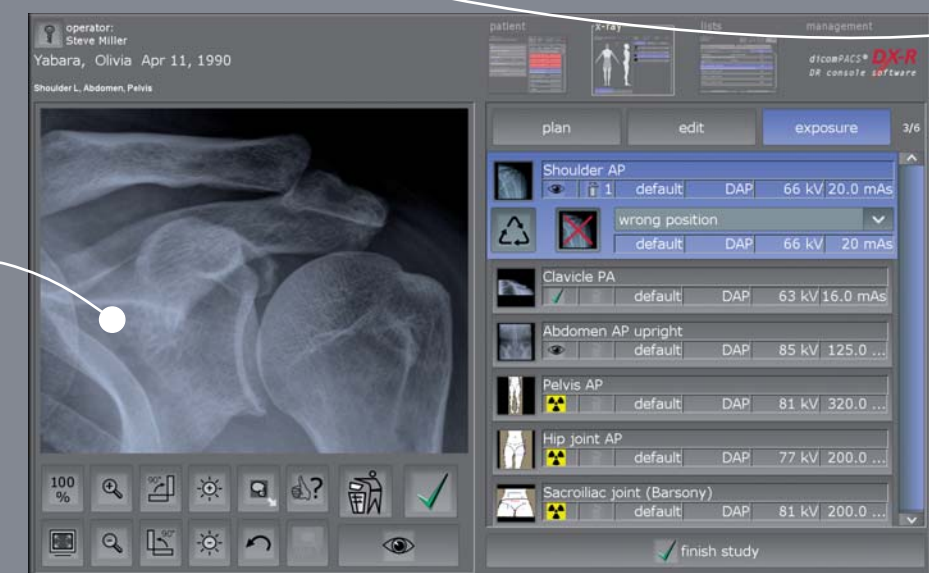 operator:
Steve Miller
Yabara, Olivia Apr 11, 1990
Shoulder L, Abdomen, Pelvis
patient
x-ray
lists
management
dicomPACS® DX-R
DR console software
plan
edit
exposure
3/6
Shoulder AP
1 default DAP 66 kV 20.0 mAs
wrong position
default DAP 66 kV 20 mAs
Clavicle PA
default DAP 63 kV 16.0 mAs
Abdomen AP upright
default DAP 85 kV 125.0 ...
Pelvis AP
default DAP 81 kV 320.0 ...
Hip joint AP
default DAP 77 kV 200.0 ...
Sacroiliac joint (Barsony)
default DAP 81 kV 200.0 ...
100
%
90°
?
90°
finish study